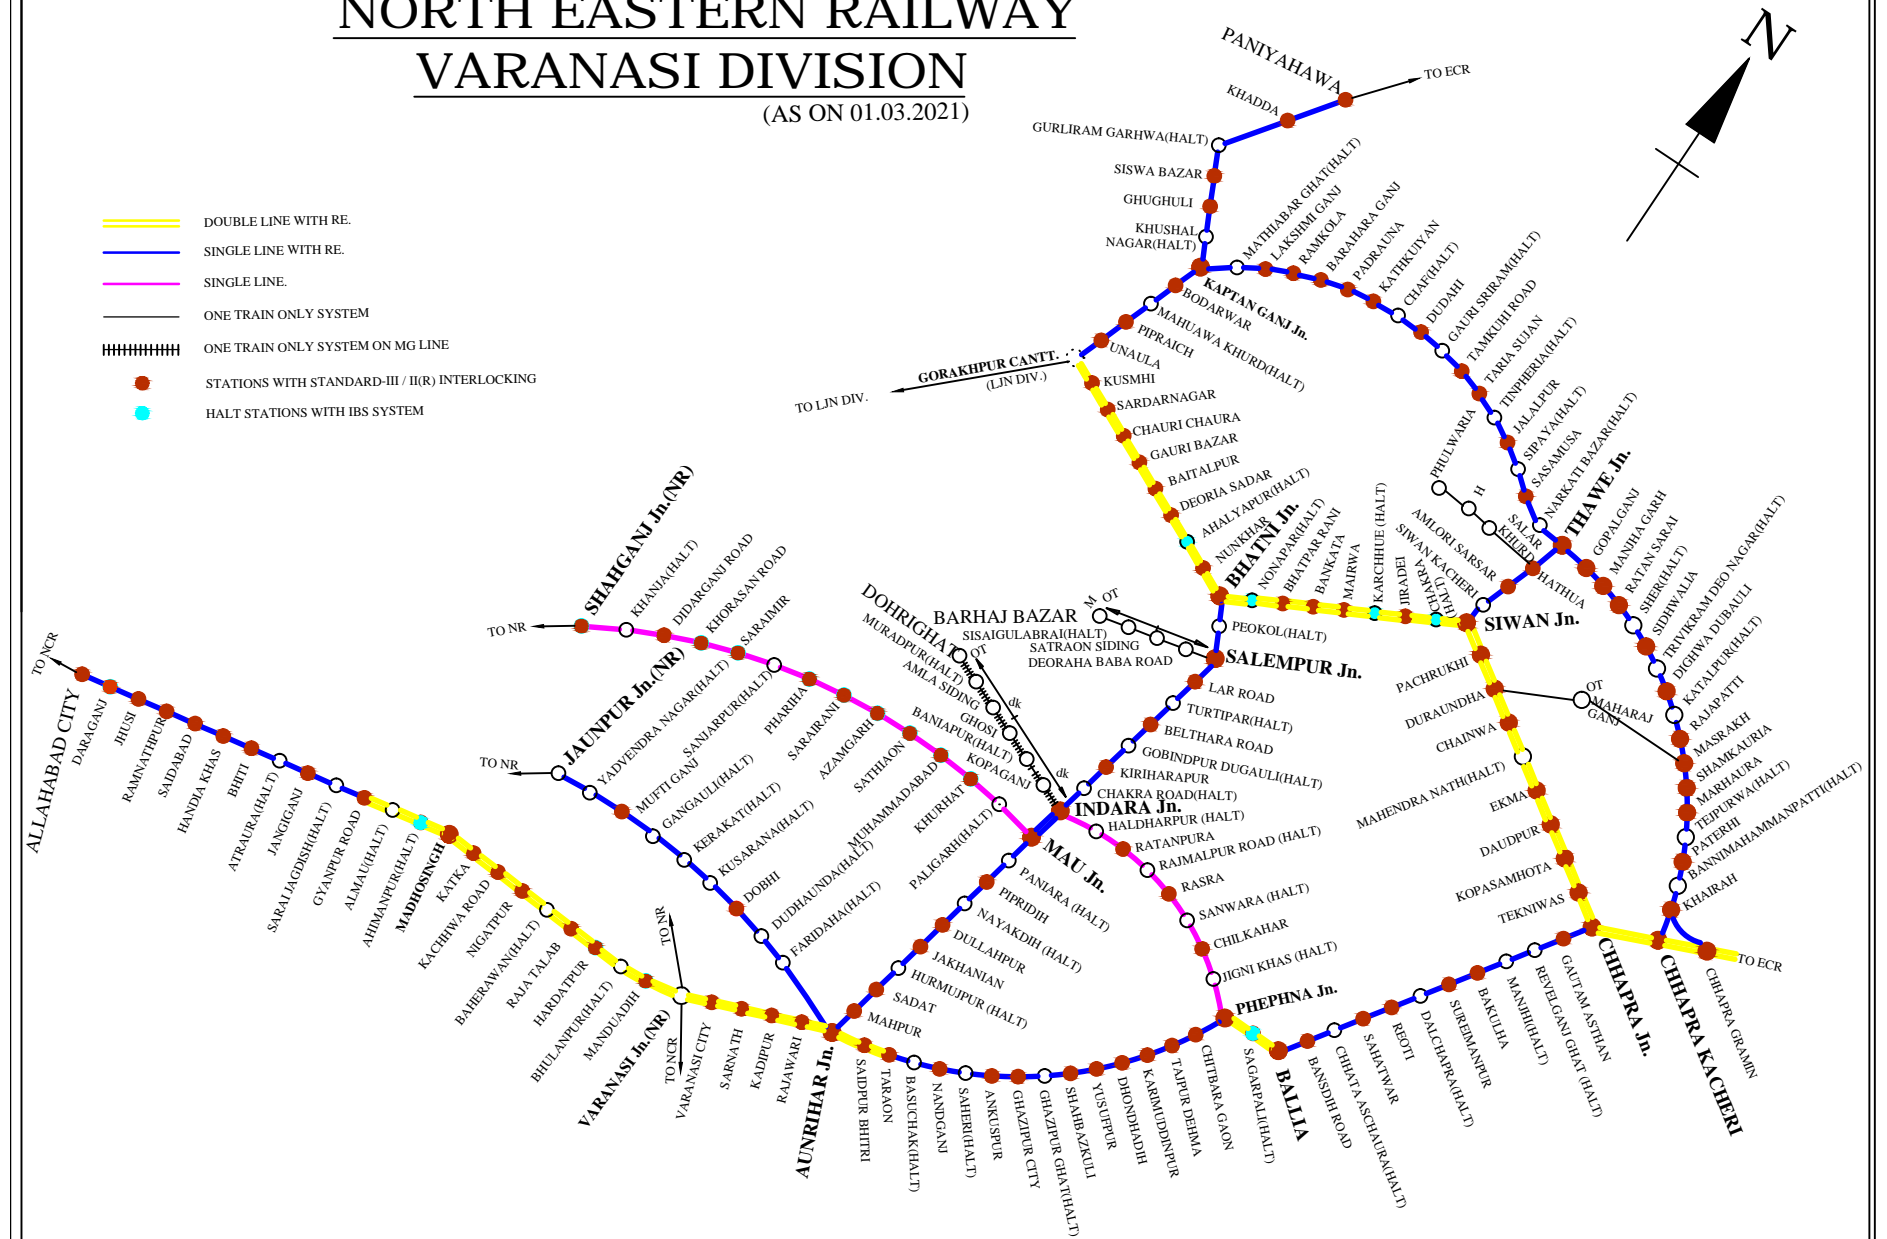 NORTH EASTERN RAILWAY
VARANASI DIVISION
(AS ON 01.03.2021)
N
DOUBLE LINE WITH RE.
SINGLE LINE WITH RE.
SINGLE LINE.
ONE TRAIN ONLY SYSTEM
ONE TRAIN ONLY SYSTEM ON MG LINE
STATIONS WITH STANDARD-III / II(R) INTERLOCKING
HALT STATIONS WITH IBS SYSTEM
PANIYAHAWA
TO ECR
KHADDA
GURLIRAM GARHWA(HALT)
SISWA BAZAR
GHUGHULI
KHUSHAL
NAGAR(HALT)
KAPTAN GANJ Jn.
MATHIABAR GHAT(HALT)
LAKSHMI GANJ
RAMKOLA
BARAHARA GANJ
PADRAUNA
KATHKUIYAN
CHAF(HALT)
DUDAHI
GAURI SRIRAM(HALT)
TAMKUHI ROAD
TARIA SUJAN
TINPHERIA(HALT)
JALALPUR
SIPAYA(HALT)
SASAMUSA
NARKATI BAZAR(HALT)
THAWE Jn.
BODARWAR
MAHUAWA KHURD(HALT)
PIPRAICH
UNAULA
GORAKHPUR CANTT.
(LJN DIV.)
TO LJN DIV.
KUSMHI
SARDARNAGAR
CHAURI CHAURA
GAURI BAZAR
BAITALPUR
DEORIA SADAR
AHALYAPUR(HALT)
NUNKHAR
BHATNI Jn.
NONAPAR(HALT)
BHATPAR RANI
BANKATA
MAIRWA
KARCHHUE (HALT)
JIRADEI
CHAKRA
(HALT)
SIWAN KACHERI
AMLORI SARSAR
PHULWARIA
H
SALAR
KHURD
HATHUA
SIWAN Jn.
GOPALGANJ
MANJHA GARH
RATAN SARAI
SHER(HALT)
SIDHWALIA
TRIVIKRAM DEO NAGAR(HALT)
DIGHWA DUBAULI
KATALPUR(HALT)
RAJAPATTI
MASRAKH
SHAMKAURIA
MARHAURA
TEJPURWA(HALT)
PATERHI
BANNIMAHAMMANPATTI(HALT)
KHAIRAH
PACHRUKHI
DURAUNDHA
OT
MAHARAJ
GANJ
CHAINWA
MAHENDRA NATH(HALT)
EKMA
DAUDPUR
KOPASAMHOTA
TEKNIWAS
CHHAPRA Jn.
CHHAPRA KACHERI
CHHAPRA GRAMIN
TO ECR
PEOKOL(HALT)
SALEMPUR Jn.
BARHAJ BAZAR
M
OT
SISAIGULABRAI(HALT)
SATRAON SIDING
DEORAHA BABA ROAD
LAR ROAD
TURTIPAR(HALT)
BELTHARA ROAD
GOBINDPUR DUGAULI(HALT)
KIRIHARAPUR
CHAKRA ROAD(HALT)
INDARA Jn.
DOHRIGHAT
OT
MURADPUR(HALT)
AMLA SIDING
GHOSI
BANIAPUR(HALT)
KOPAGANJ
dk
dk
MAU Jn.
SHAHGANJ Jn.(NR)
TO NR
KHANJA(HALT)
DIDARGANJ ROAD
KHORASAN ROAD
SARAIMIR
SANJARPUR(HALT)
PHARIHA
SARAIRANI
AZAMGARH
SATHIAON
MUHAMMADABAD
KHURHAT
PALIGARH(HALT)
JAUNPUR Jn.(NR)
TO NR
YADVENDRA NAGAR(HALT)
MUFTI GANJ
GANGAULI(HALT)
KERAKAT(HALT)
KUSARANA(HALT)
DOBHI
DUDHAUNDA(HALT)
FARIDAHA(HALT)
HALDHARPUR (HALT)
RATANPURA
RAJMALPUR ROAD (HALT)
RASRA
SANWARA (HALT)
CHILKAHAR
JIGNI KHAS (HALT)
PHEPHNA Jn.
PANIARA (HALT)
PIPRIDIH
NAYAKDIH (HALT)
DULLAHPUR
JAKHANIAN
HURMUJPUR (HALT)
SADAT
MAHPUR
TO NCR
ALLAHABAD CITY
DARAGANJ
JHUSI
RAMNATHPUR
SAIDABAD
HANDIA KHAS
BHITI
ATRAURA(HALT)
JANGIGANJ
SARAI JAGDISH(HALT)
GYANPUR ROAD
ALMAU(HALT)
AHIMANPUR(HALT)
MADHOSINGH
KATKA
KACHHWA ROAD
NIGATPUR
BAHERAWAN(HALT)
RAJA TALAB
HARDATPUR
BHULANPUR(HALT)
MANDUADIH
VARANASI Jn.(NR)
TO NR
TO NCR
VARANASI CITY
SARNATH
KADIPUR
RAJAWARI
AUNRIHAR Jn.
SAIDPUR BHITRI
TARAON
BASUCHAK(HALT)
NANDGANJ
SAHERI(HALT)
ANKUSPUR
GHAZIPUR CITY
GHAZIPUR GHAT(HALT)
SHAHBAZKULI
YUSUFPUR
DHONDHADIH
KARIMUDDINPUR
TAJPUR DEHMA
CHITBARA GAON
SAGARPALI(HALT)
BALLIA
BANSDIH ROAD
CHHATA ASCHAURA(HALT)
SAHATWAR
REOTI
DALCHAPRA(HALT)
SUREIMANPUR
BAKULHA
MANJHI(HALT)
REVELGANJ GHAT (HALT)
GAUTAM ASTHAN